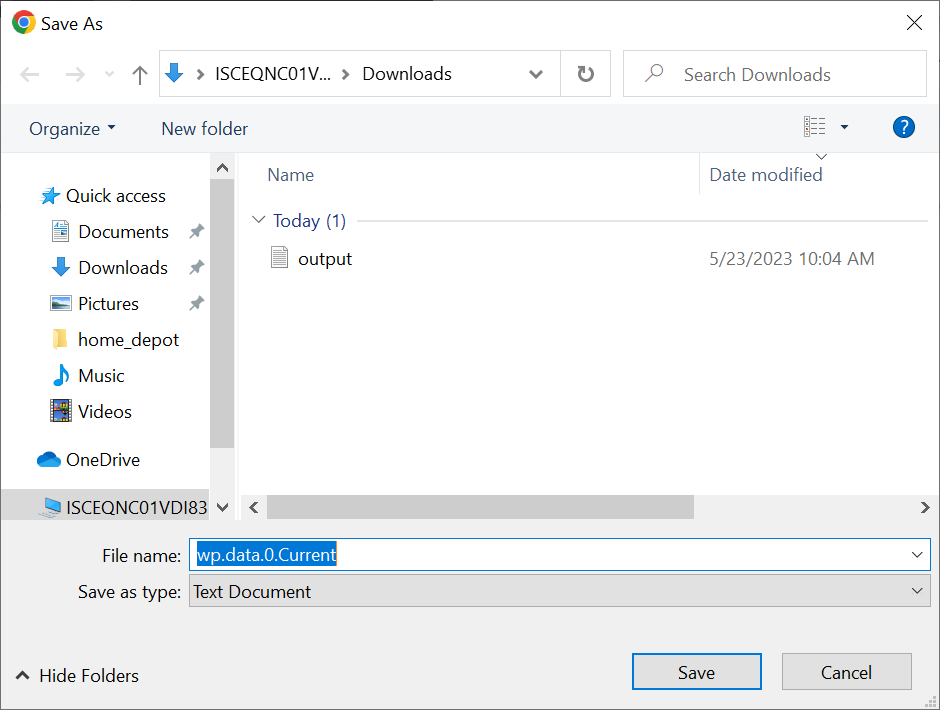 Save As
ISCEQNC01V... Downloads
Search Downloads
Organize New folder
?
Name Date modified
Quick access
Today (1)
Documents
output 5/23/2023 10:04 AM
Downloads
Pictures
home_depot
Music
Videos
OneDrive
ISCEQNC01VDI83
File name: wp.data.0.Current
Save as type: Text Document
Hide Folders Save Cancel